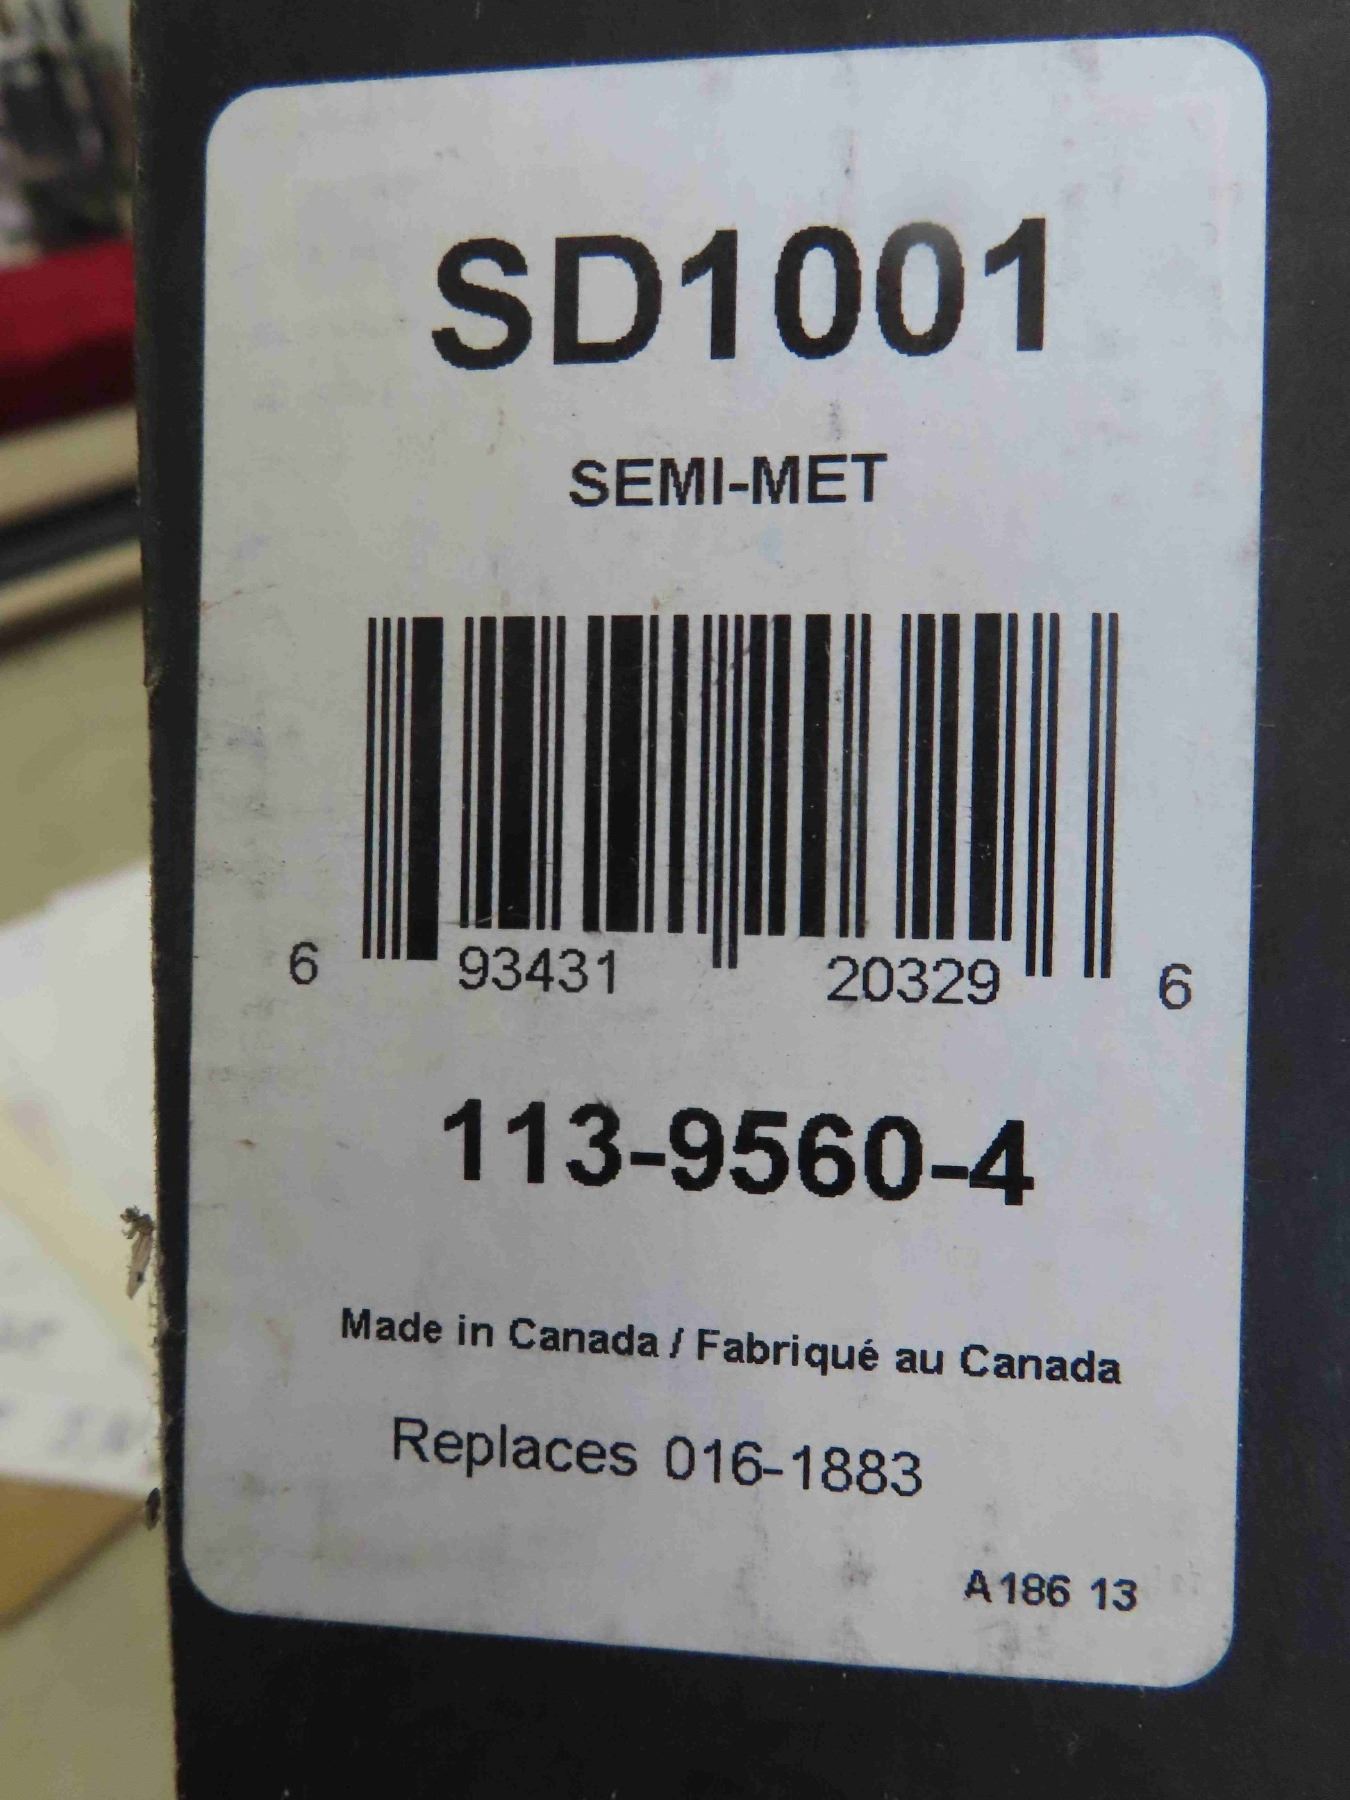 SD1001
SEMI-MET
6 93431 20329 6
113-9560-4
Made in Canada / Fabriqué au Canada
Replaces 016-1883
A186 13